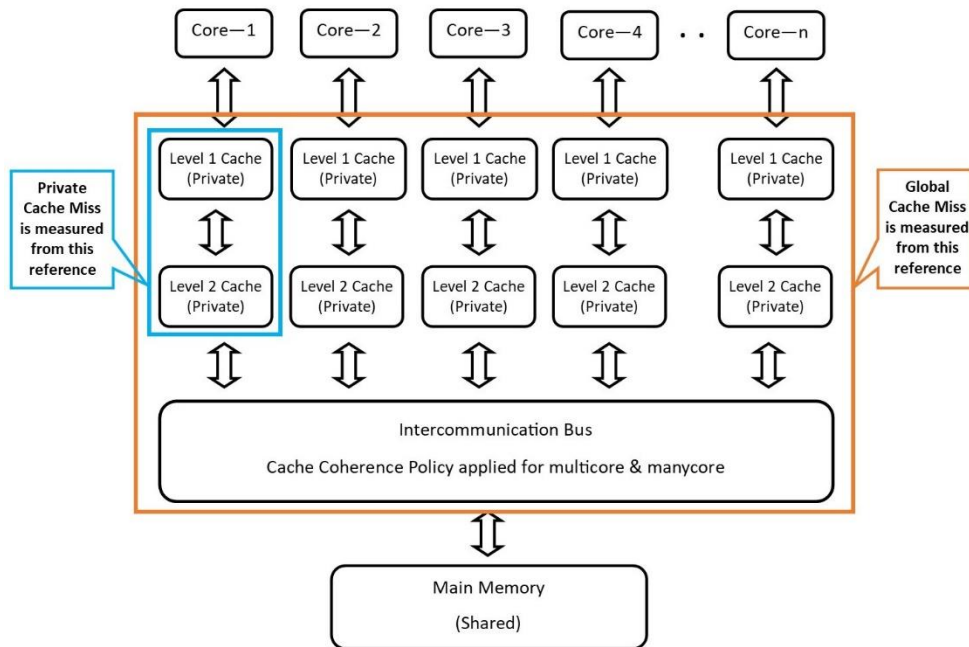 Core—1
Core—2
Core—3
Core—4
. .
Core—n
Level 1 Cache
(Private)
Level 1 Cache
(Private)
Level 1 Cache
(Private)
Level 1 Cache
(Private)
Level 1 Cache
(Private)
Private
Cache Miss
is measured
from this
reference
Global
Cache Miss
is measured
from this
reference
Level 2 Cache
(Private)
Level 2 Cache
(Private)
Level 2 Cache
(Private)
Level 2 Cache
(Private)
Level 2 Cache
(Private)
Intercommunication Bus
Cache Coherence Policy applied for multicore & manycore
Main Memory
(Shared)